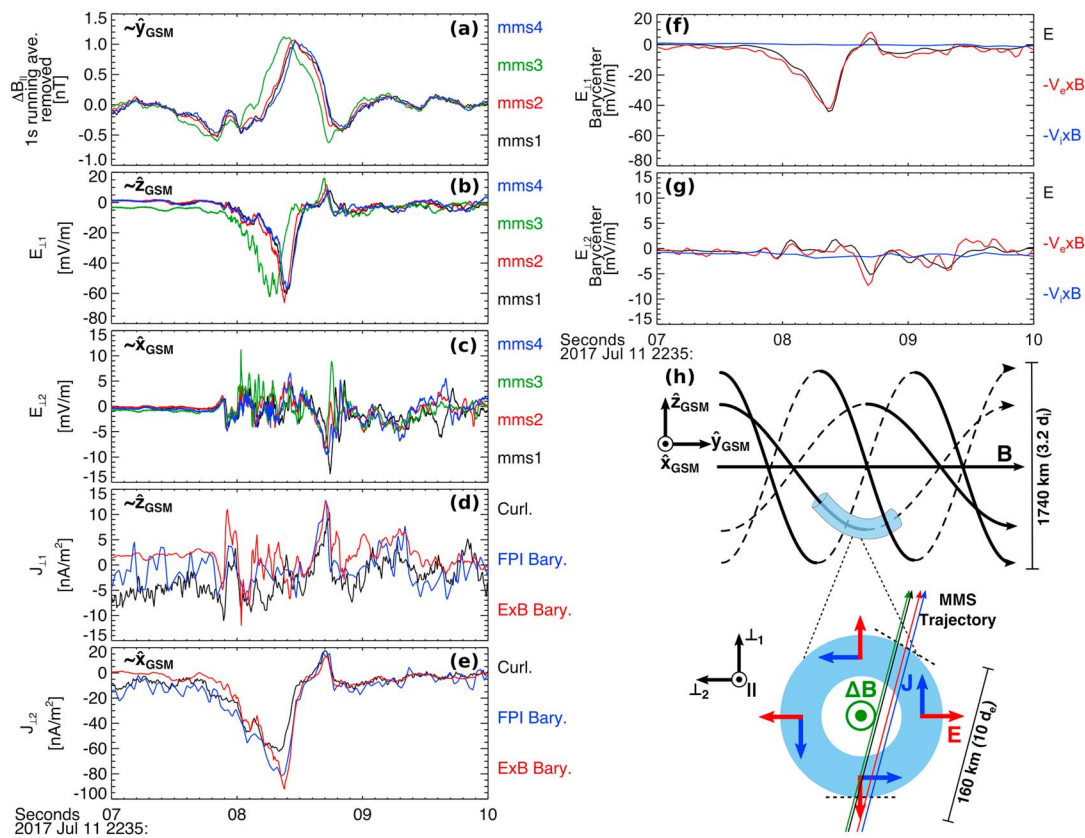 ~ŷGSM
(a)
ΔB||
1s running ave.
removed
[nT]
1.5
1.0
0.5
0.0
-0.5
-1.0
mms4
mms3
mms2
mms1
~ẑGSM
(b)
E⊥1
[mV/m]
20
0
-20
-40
-60
-80
mms4
mms3
mms2
mms1
~x̂GSM
(c)
E⊥2
[mV/m]
15
10
5
0
-5
-10
-15
mms4
mms3
mms2
mms1
~ẑGSM
(d)
J⊥1
[nA/m²]
15
10
5
0
-5
-10
-15
Curl.
FPI Bary.
ExB Bary.
~x̂GSM
(e)
J⊥2
[nA/m²]
20
0
-20
-40
-60
-80
-100
Curl.
FPI Bary.
ExB Bary.
07 08 09 10
Seconds
2017 Jul 11 2235:
(f)
E⊥1
Barycenter
[mV/m]
20
0
-20
-40
-60
-80
E
-VexB
-VixB
(g)
E⊥2
Barycenter
[mV/m]
15
10
5
0
-5
-10
-15
E
-VexB
-VixB
07 08 09 10
Seconds
2017 Jul 11 2235:
(h)
ẑGSM
ŷGSM
x̂GSM
B
1740 km (3.2 di)
MMS
Trajectory
⊥1
⊥2
||
ΔB
J
E
160 km (10 de)